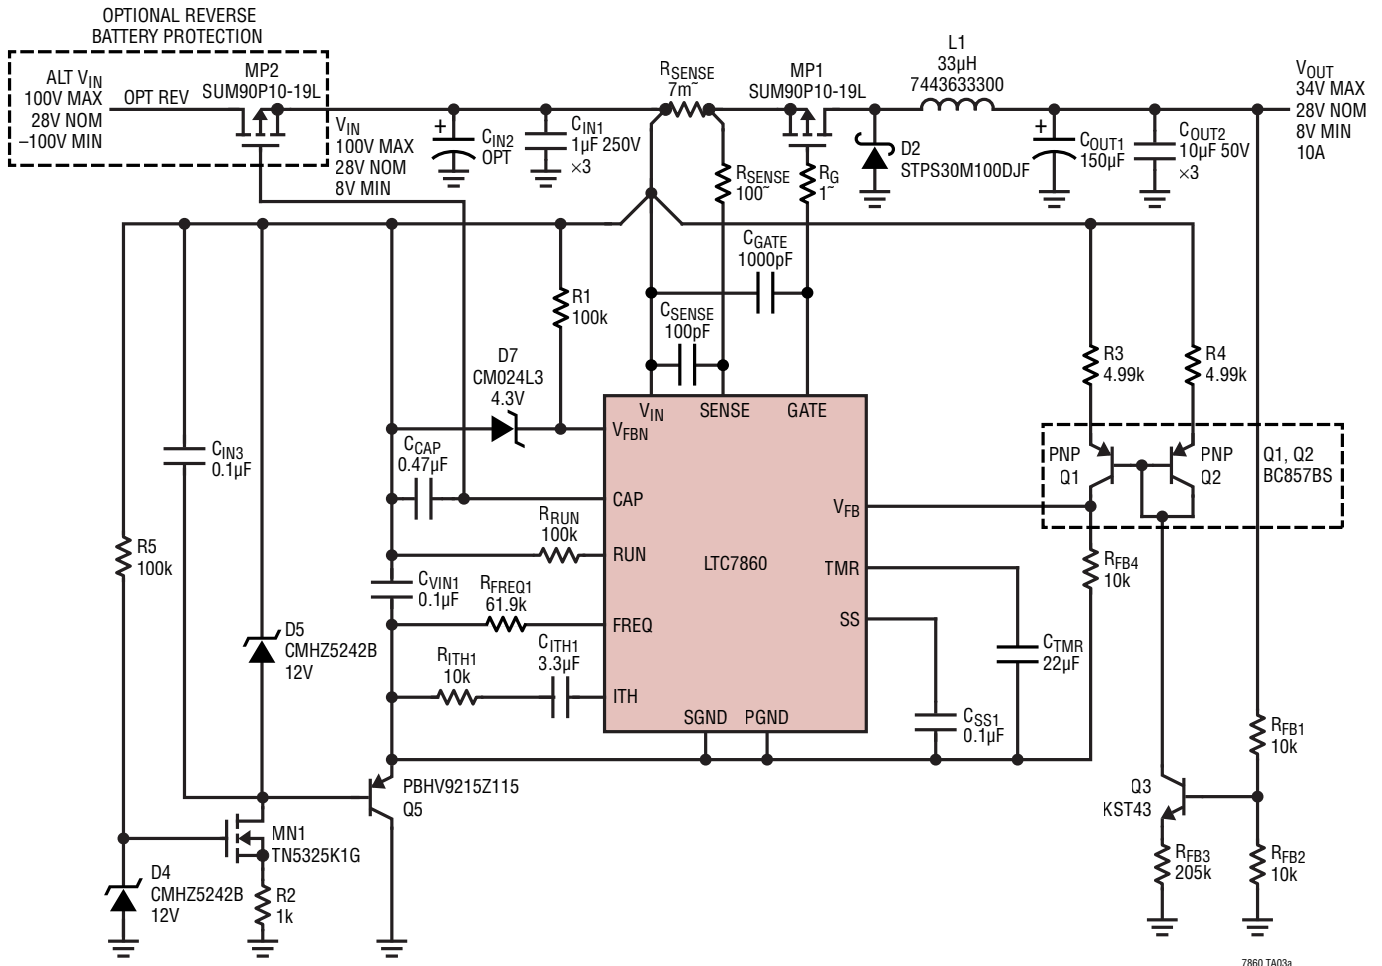 OPTIONAL REVERSE
BATTERY PROTECTION
ALT VIN
100V MAX
28V NOM
–100V MIN
OPT REV
MP2
SUM90P10-19L
VIN
100V MAX
28V NOM
8V MIN
+
CIN2
OPT
CIN1
1µF 250V
×3
RSENSE
7m˜
MP1
SUM90P10-19L
L1
33µH
7443633300
VOUT
34V MAX
28V NOM
8V MIN
10A
RSENSE
100˜
RG
1˜
D2
STPS30M100DJF
+
COUT1
150µF
COUT2
10µF 50V
×3
CGATE
1000pF
R1
100k
CSENSE
100pF
R3
4.99k
R4
4.99k
D7
CM024L3
4.3V
VIN
SENSE
GATE
VFBN
CCAP
0.47µF
CIN3
0.1µF
PNP
Q1
PNP
Q2
Q1, Q2
BC857BS
CAP
VFB
RRUN
100k
RUN
R5
100k
LTC7860
TMR
RFB4
10k
CVIN1
0.1µF
RFREQ1
61.9k
FREQ
SS
D5
CMHZ5242B
12V
RITH1
10k
CITH1
3.3µF
CTMR
22µF
ITH
SGND
PGND
CSS1
0.1µF
RFB1
10k
PBHV9215Z115
Q5
Q3
KST43
MN1
TN5325K1G
D4
CMHZ5242B
12V
R2
1k
RFB3
205k
RFB2
10k
7860 TA03a